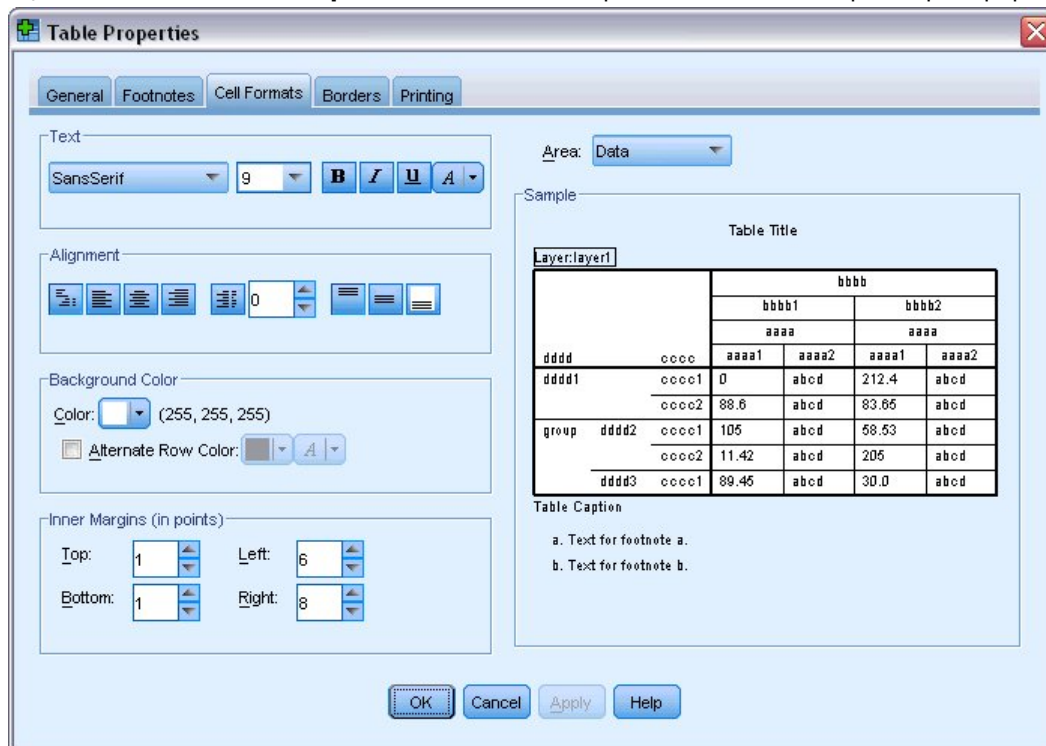 Table Properties
General Footnotes Cell Formats Borders Printing
Text
SansSerif 9 B I U A
Alignment
0
Background Color
Color: (255, 255, 255)
Alternate Row Color: A
Inner Margins (in points)
Top: 1 Left: 6
Bottom: 1 Right: 8
Area: Data
Sample
Table Title
Layer:layer1
bbbb
bbbb1 bbbb2
aaaa aaaa
dddd cccc aaaa1 aaaa2 aaaa1 aaaa2
dddd1 cccc1 0 abcd 212.4 abcd
cccc2 88.6 abcd 83.65 abcd
group dddd2 cccc1 105 abcd 58.53 abcd
cccc2 11.42 abcd 205 abcd
dddd3 cccc1 89.45 abcd 30.0 abcd
Table Caption
a. Text for footnote a.
b. Text for footnote b.
OK Cancel Apply Help